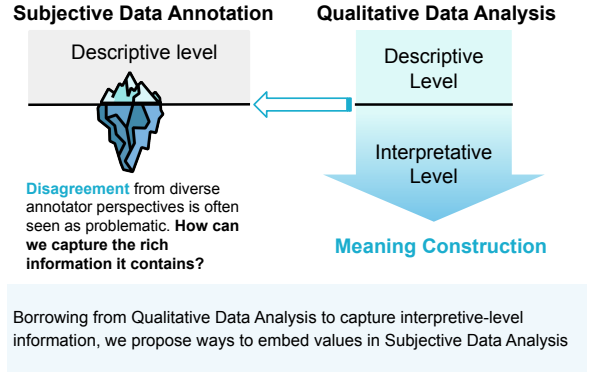 Subjective Data Annotation
Descriptive level
Disagreement from diverse
annotator perspectives is often
seen as problematic. How can
we capture the rich
information it contains?
Qualitative Data Analysis
Descriptive
Level
Interpretative
Level
Meaning Construction
Borrowing from Qualitative Data Analysis to capture interpretive-level
information, we propose ways to embed values in Subjective Data Analysis